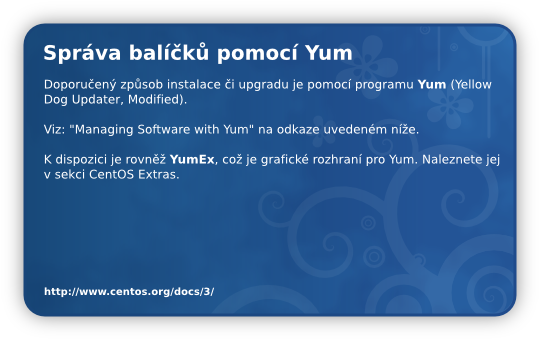 Správa balíčků pomocí Yum
Doporučený způsob instalace či upgradu je pomocí programu Yum (Yellow
Dog Updater, Modified).
Viz: "Managing Software with Yum" na odkaze uvedeném níže.
K dispozici je rovněž YumEx, což je grafické rozhraní pro Yum. Naleznete jej
v sekci CentOS Extras.
http://www.centos.org/docs/3/